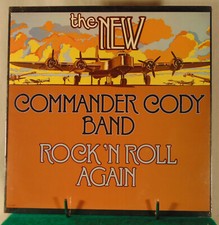 the NEW
COMMANDER CODY
BAND
ROCK 'N ROLL
AGAIN